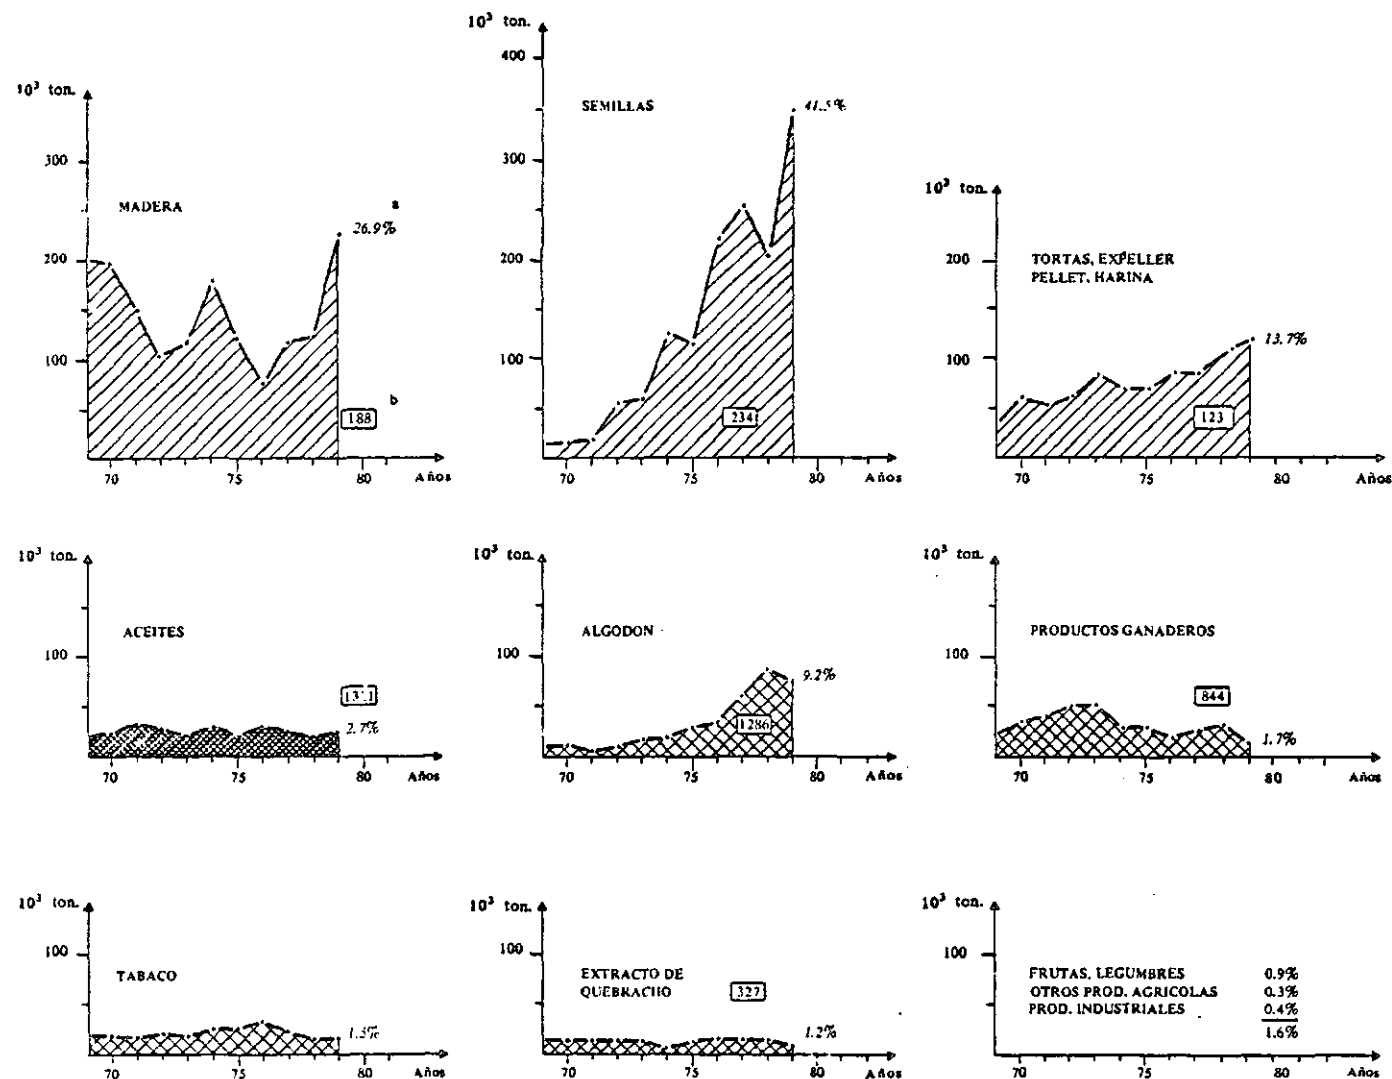 10³ ton.
300
200
100
MADERA
a
26.9%
b
188
70 75 80 Años
10³ ton.
400
300
200
100
SEMILLAS
234
70 75 80 Años
10³ ton.
200
100
TORTAS, EXPELLER
PELLET, HARINA
13.7%
123
70 75 80 Años
10³ ton.
100
ACEITES
2.7%
70 75 80 Años
10³ ton.
100
ALGODON
9.2%
1286
70 75 80 Años
10³ ton.
100
PRODUCTOS GANADEROS
844
1.7%
70 75 80 Años
10³ ton.
100
TABACO
70 75 80 Años
10³ ton.
100
EXTRACTO DE
QUEBRACHO
327
1.2%
70 75 80 Años
10³ ton.
100
FRUTAS, LEGUMBRES 0.9%
OTROS PROD. AGRICOLAS 0.3%
PROD. INDUSTRIALES 0.4%
1.6%
70 75 80 Años